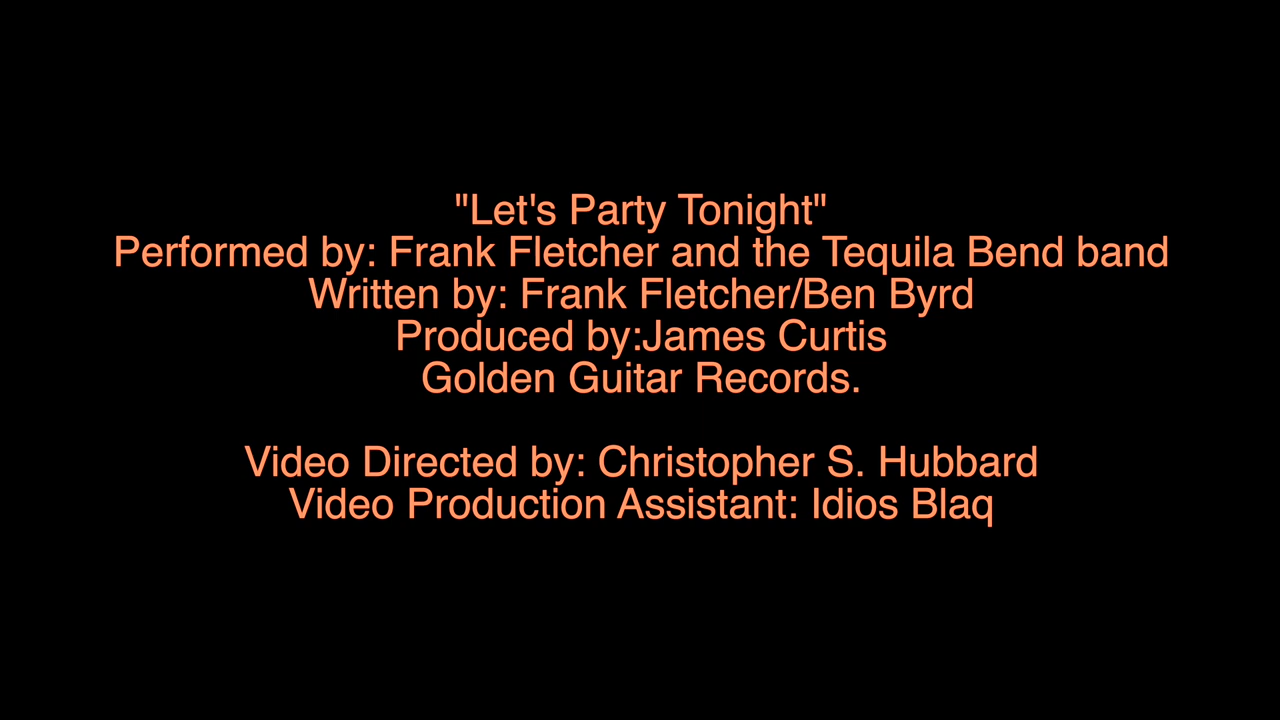 "Let's Party Tonight"
Performed by: Frank Fletcher and the Tequila Bend band
Written by: Frank Fletcher/Ben Byrd
Produced by:James Curtis
Golden Guitar Records.
Video Directed by: Christopher S. Hubbard
Video Production Assistant: Idios Blaq